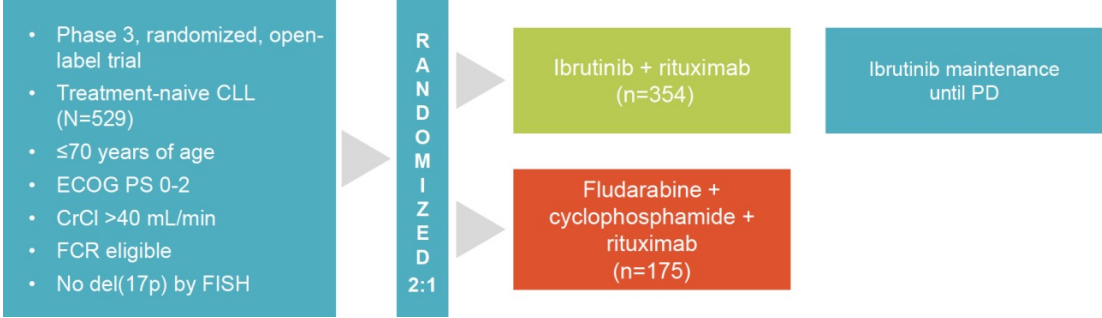 • Phase 3, randomized, open-
label trial
• Treatment-naive CLL
(N=529)
• ≤70 years of age
• ECOG PS 0-2
• CrCl >40 mL/min
• FCR eligible
• No del(17p) by FISH
RANDOMIZED
2:1
Ibrutinib + rituximab
(n=354)
Ibrutinib maintenance
until PD
Fludarabine +
cyclophosphamide +
rituximab
(n=175)